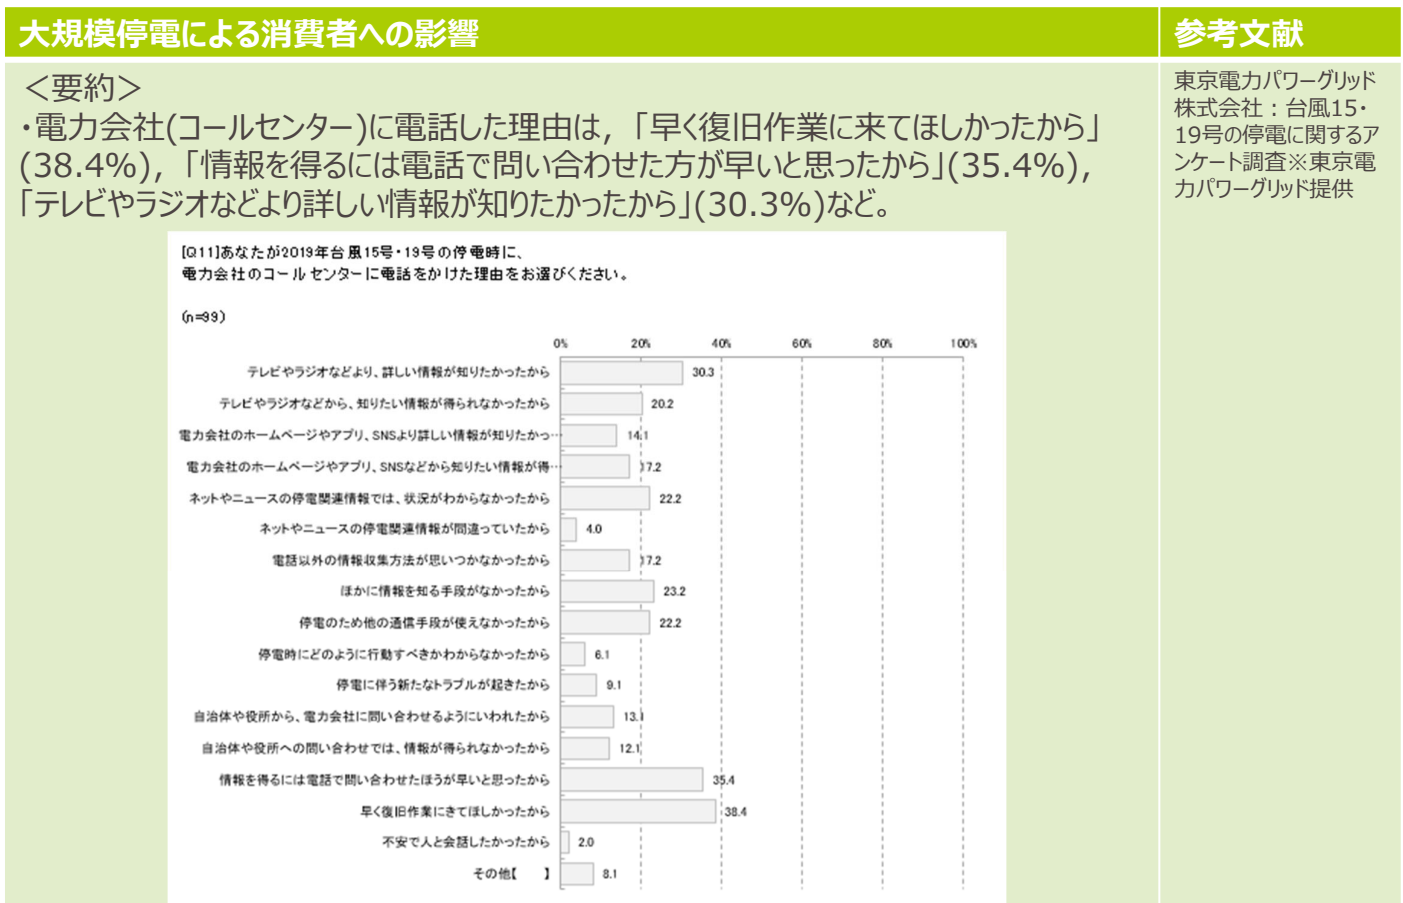 大規模停電による消費者への影響
参考文献
＜要約＞
・電力会社(コールセンター)に電話した理由は，「早く復旧作業に来てほしかったから」
(38.4%)，「情報を得るには電話で問い合わせた方が早いと思ったから」(35.4%)，
「テレビやラジオなどより詳しい情報が知りたかったから」(30.3%)など。
東京電力パワーグリッド
株式会社：台風15・
19号の停電に関するア
ンケート調査※東京電
力パワーグリッド提供
[Q11]あなたが2019年台風15号・19号の停電時に、
電力会社のコールセンターに電話をかけた理由をお選びください。
(n=99)
0% 20% 40% 60% 80% 100%
テレビやラジオなどより、詳しい情報が知りたかったから 30.3
テレビやラジオなどから、知りたい情報が得られなかったから 20.2
電力会社のホームページやアプリ、SNSより詳しい情報が知りたかっ… 14.1
電力会社のホームページやアプリ、SNSなどから知りたい情報が得… 17.2
ネットやニュースの停電関連情報では、状況がわからなかったから 22.2
ネットやニュースの停電関連情報が間違っていたから 4.0
電話以外の情報収集方法が思いつかなかったから 17.2
ほかに情報を知る手段がなかったから 23.2
停電のため他の通信手段が使えなかったから 22.2
停電時にどのように行動すべきかわからなかったから 6.1
停電に伴う新たなトラブルが起きたから 9.1
自治体や役所から、電力会社に問い合わせるようにいわれたから 13.1
自治体や役所への問い合わせでは、情報が得られなかったから 12.1
情報を得るには電話で問い合わせたほうが早いと思ったから 35.4
早く復旧作業にきてほしかったから 38.4
不安で人と会話したかったから 2.0
その他【　　】 8.1